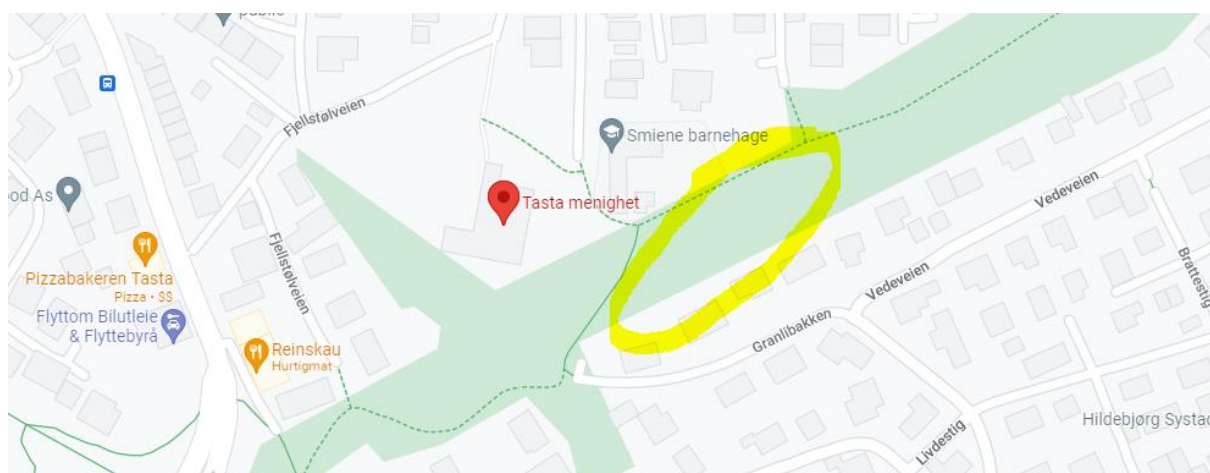 public
Fjellstølveien
Smiene barnehage
ood As
Tasta menighet
Vedeveien
Fjellstølveien
Brattestig
Pizzabakeren Tasta
Pizza • $$
Vedeveien
Flyttom Bilutleie
& Flyttebyrå
Granlibakken
Reinskau
Hurtigmat
Hildebjørg Systad
Livdestig